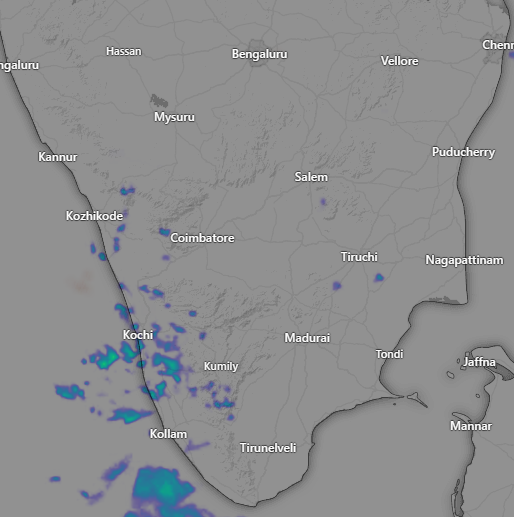 Hassan
Bengaluru
Chenn
ngaluru
Vellore
Mysuru
Kannur
Puducherry
Salem
Kozhikode
Coimbatore
Tiruchi
Nagapattinam
Kochi
Madurai
Tondi
Kumily
Jaffna
Mannar
Kollam
Tirunelveli